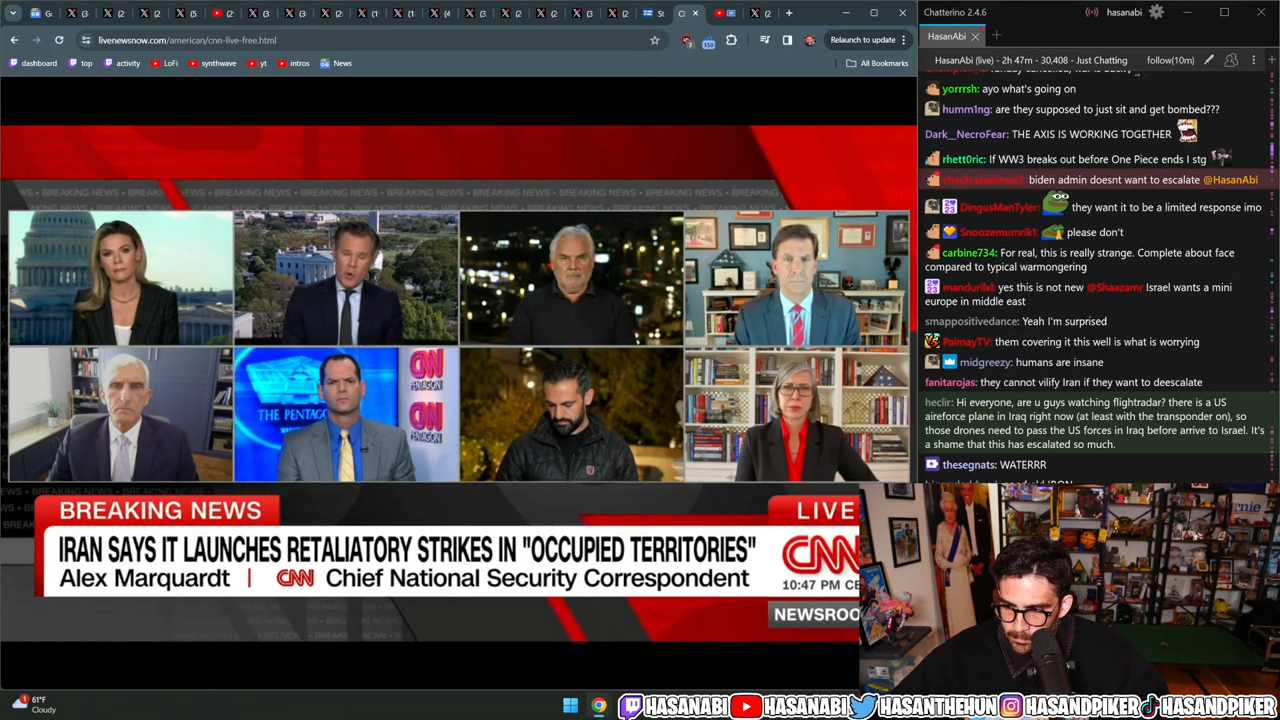 livenewsnow.com/american/cnn-live-free.html
Relaunch to update
dashboard
top
activity
LoFi
synthwave
yt
intros
News
All Bookmarks
BREAKING NEWS
THE PENTAGON
CNN
PENTAGON
CNN
PENTAGON
BREAKING NEWS
LIVE
IRAN SAYS IT LAUNCHES RETALIATORY STRIKES IN "OCCUPIED TERRITORIES"
Alex Marquardt | CNN Chief National Security Correspondent
CNN
10:47 PM CE
NEWSROO
Chatterino 2.4.6
hasanabi
HasanAbi
HasanAbi (live) - 2h 47m - 30,408 - Just Chatting
follow(10m)
yorrrsh: ayo what's going on
humm1ng: are they supposed to just sit and get bombed???
Dark__NecroFear: THE AXIS IS WORKING TOGETHER
rhett0ric: If WW3 breaks out before One Piece ends I stg
biden admin doesnt want to escalate @HasanAbi
DingusManTyler: they want it to be a limited response imo
Snoozemumrik1: please don't
carbine734: For real, this is really strange. Complete about face
compared to typical warmongering
mandurilxl: yes this is not new @Shaazamr Israel wants a mini
europe in middle east
smappositivedance: Yeah I'm surprised
PaimayTV: them covering it this well is what is worrying
midgreezy: humans are insane
fanitarojas: they cannot vilify Iran if they want to deescalate
heclir: Hi everyone, are u guys watching flightradar? there is a US
aireforce plane in Iraq right now (at least with the transponder on), so
those drones need to pass the US forces in Iraq before arrive to Israel. It's
a shame that this has escalated so much.
thesegnats: WATERRR
61°F
Cloudy
HASANABI
HASANABI
HASANTHEHUN
HASANDPIKER
HASANDPIKER